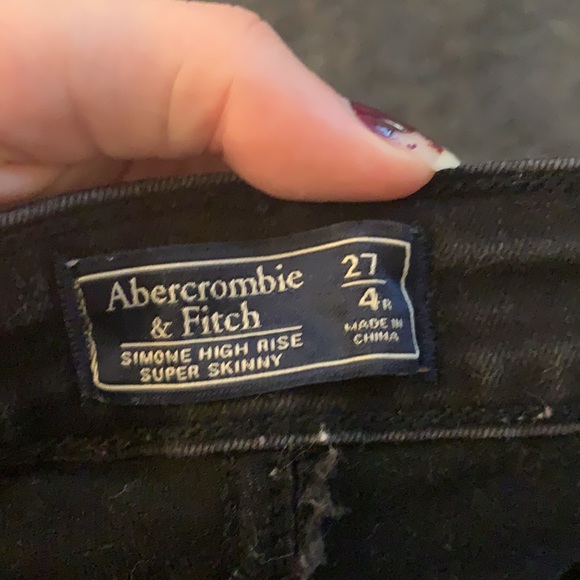 Abercrombie
& Fitch
SIMONE HIGH RISE
SUPER SKINNY
27
4R
MADE IN
CHINA